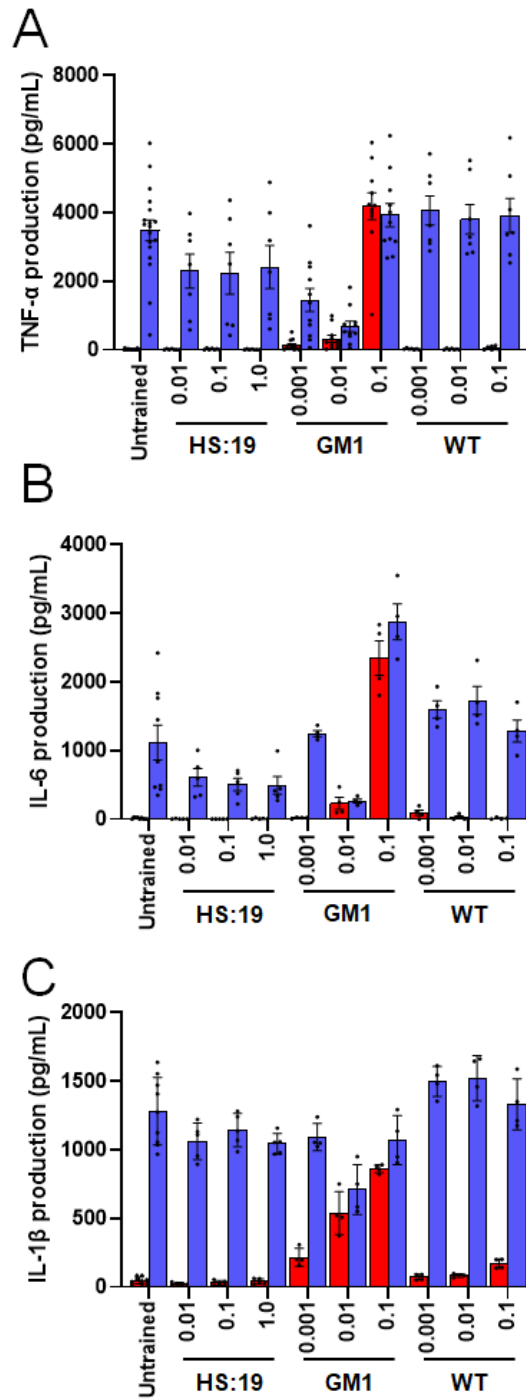 A
TNF-α production (pg/mL)
8000
6000
4000
2000
0
Untrained
0.01
0.1
1.0
0.001
0.01
0.1
0.001
0.01
0.1
HS:19
GM1
WT
B
IL-6 production (pg/mL)
4000
3000
2000
1000
0
Untrained
0.01
0.1
1.0
0.001
0.01
0.1
0.001
0.01
0.1
HS:19
GM1
WT
C
IL-1β production (pg/mL)
2000
1500
1000
500
0
Untrained
0.01
0.1
1.0
0.001
0.01
0.1
0.001
0.01
0.1
HS:19
GM1
WT